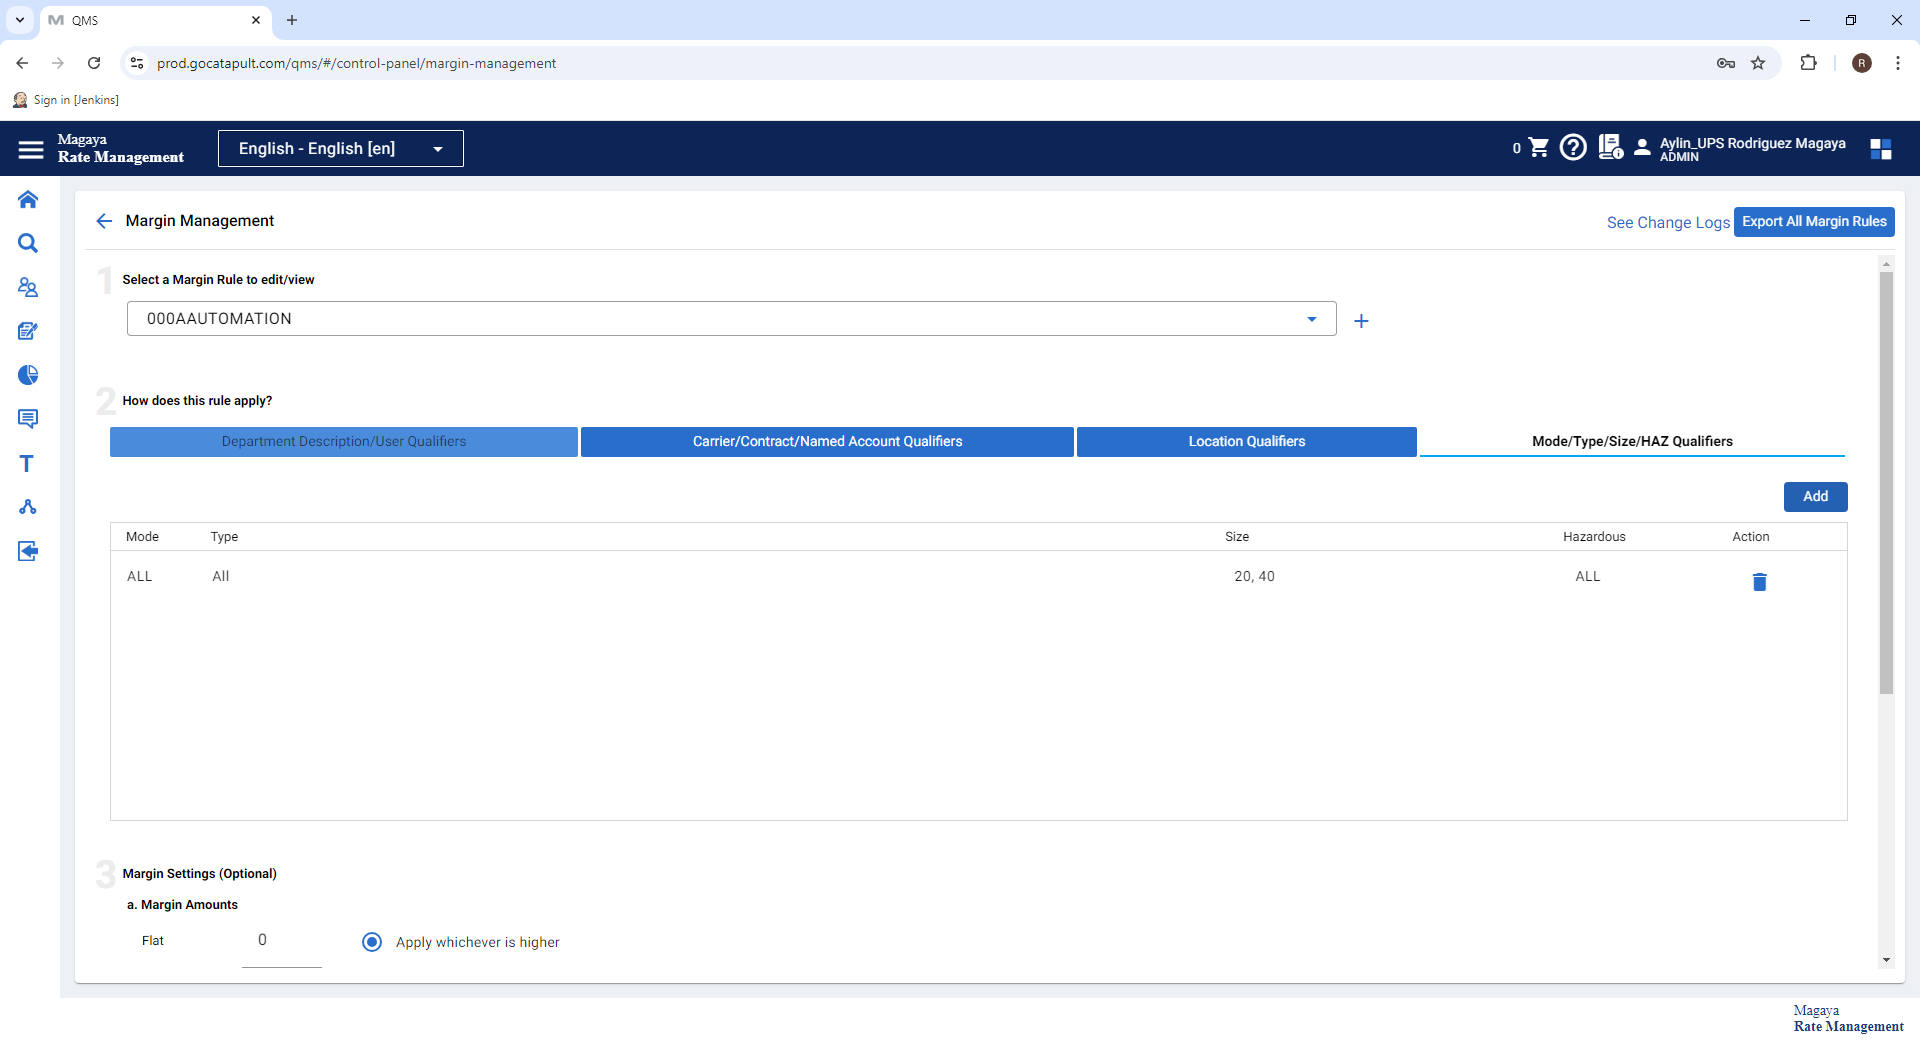 QMS
prod.gocatapult.com/qms/#/control-panel/margin-management
R
Sign in [Jenkins]
Magaya
Rate Management
English - English [en]
0
Aylin_UPS Rodriguez Magaya
ADMIN
Margin Management
See Change Logs
Export All Margin Rules
1
Select a Margin Rule to edit/view
000AAUTOMATION
2
How does this rule apply?
Department Description/User Qualifiers
Carrier/Contract/Named Account Qualifiers
Location Qualifiers
Mode/Type/Size/HAZ Qualifiers
Add
Mode Type Size Hazardous Action
ALL All 20, 40 ALL
3
Margin Settings (Optional)
a. Margin Amounts
Flat 0 Apply whichever is higher
Magaya
Rate Management